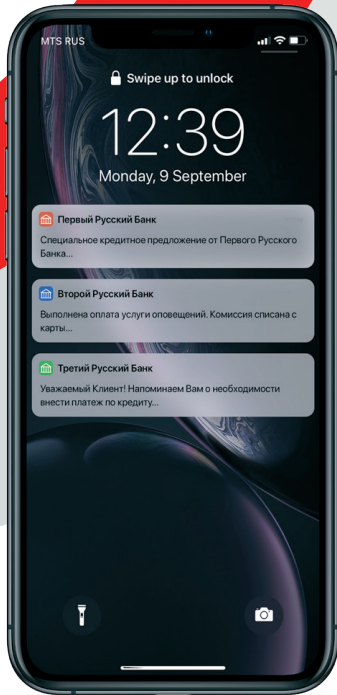 MTS RUS
Swipe up to unlock
12:39
Monday, 9 September
Первый Русский Банк
Специальное кредитное предложение от Первого Русского
Банка...
Второй Русский Банк
Выполнена оплата услуги оповещений. Комиссия списана с
карты...
Третий Русский Банк
Уважаемый Клиент! Напоминаем Вам о необходимости
внести платеж по кредиту...